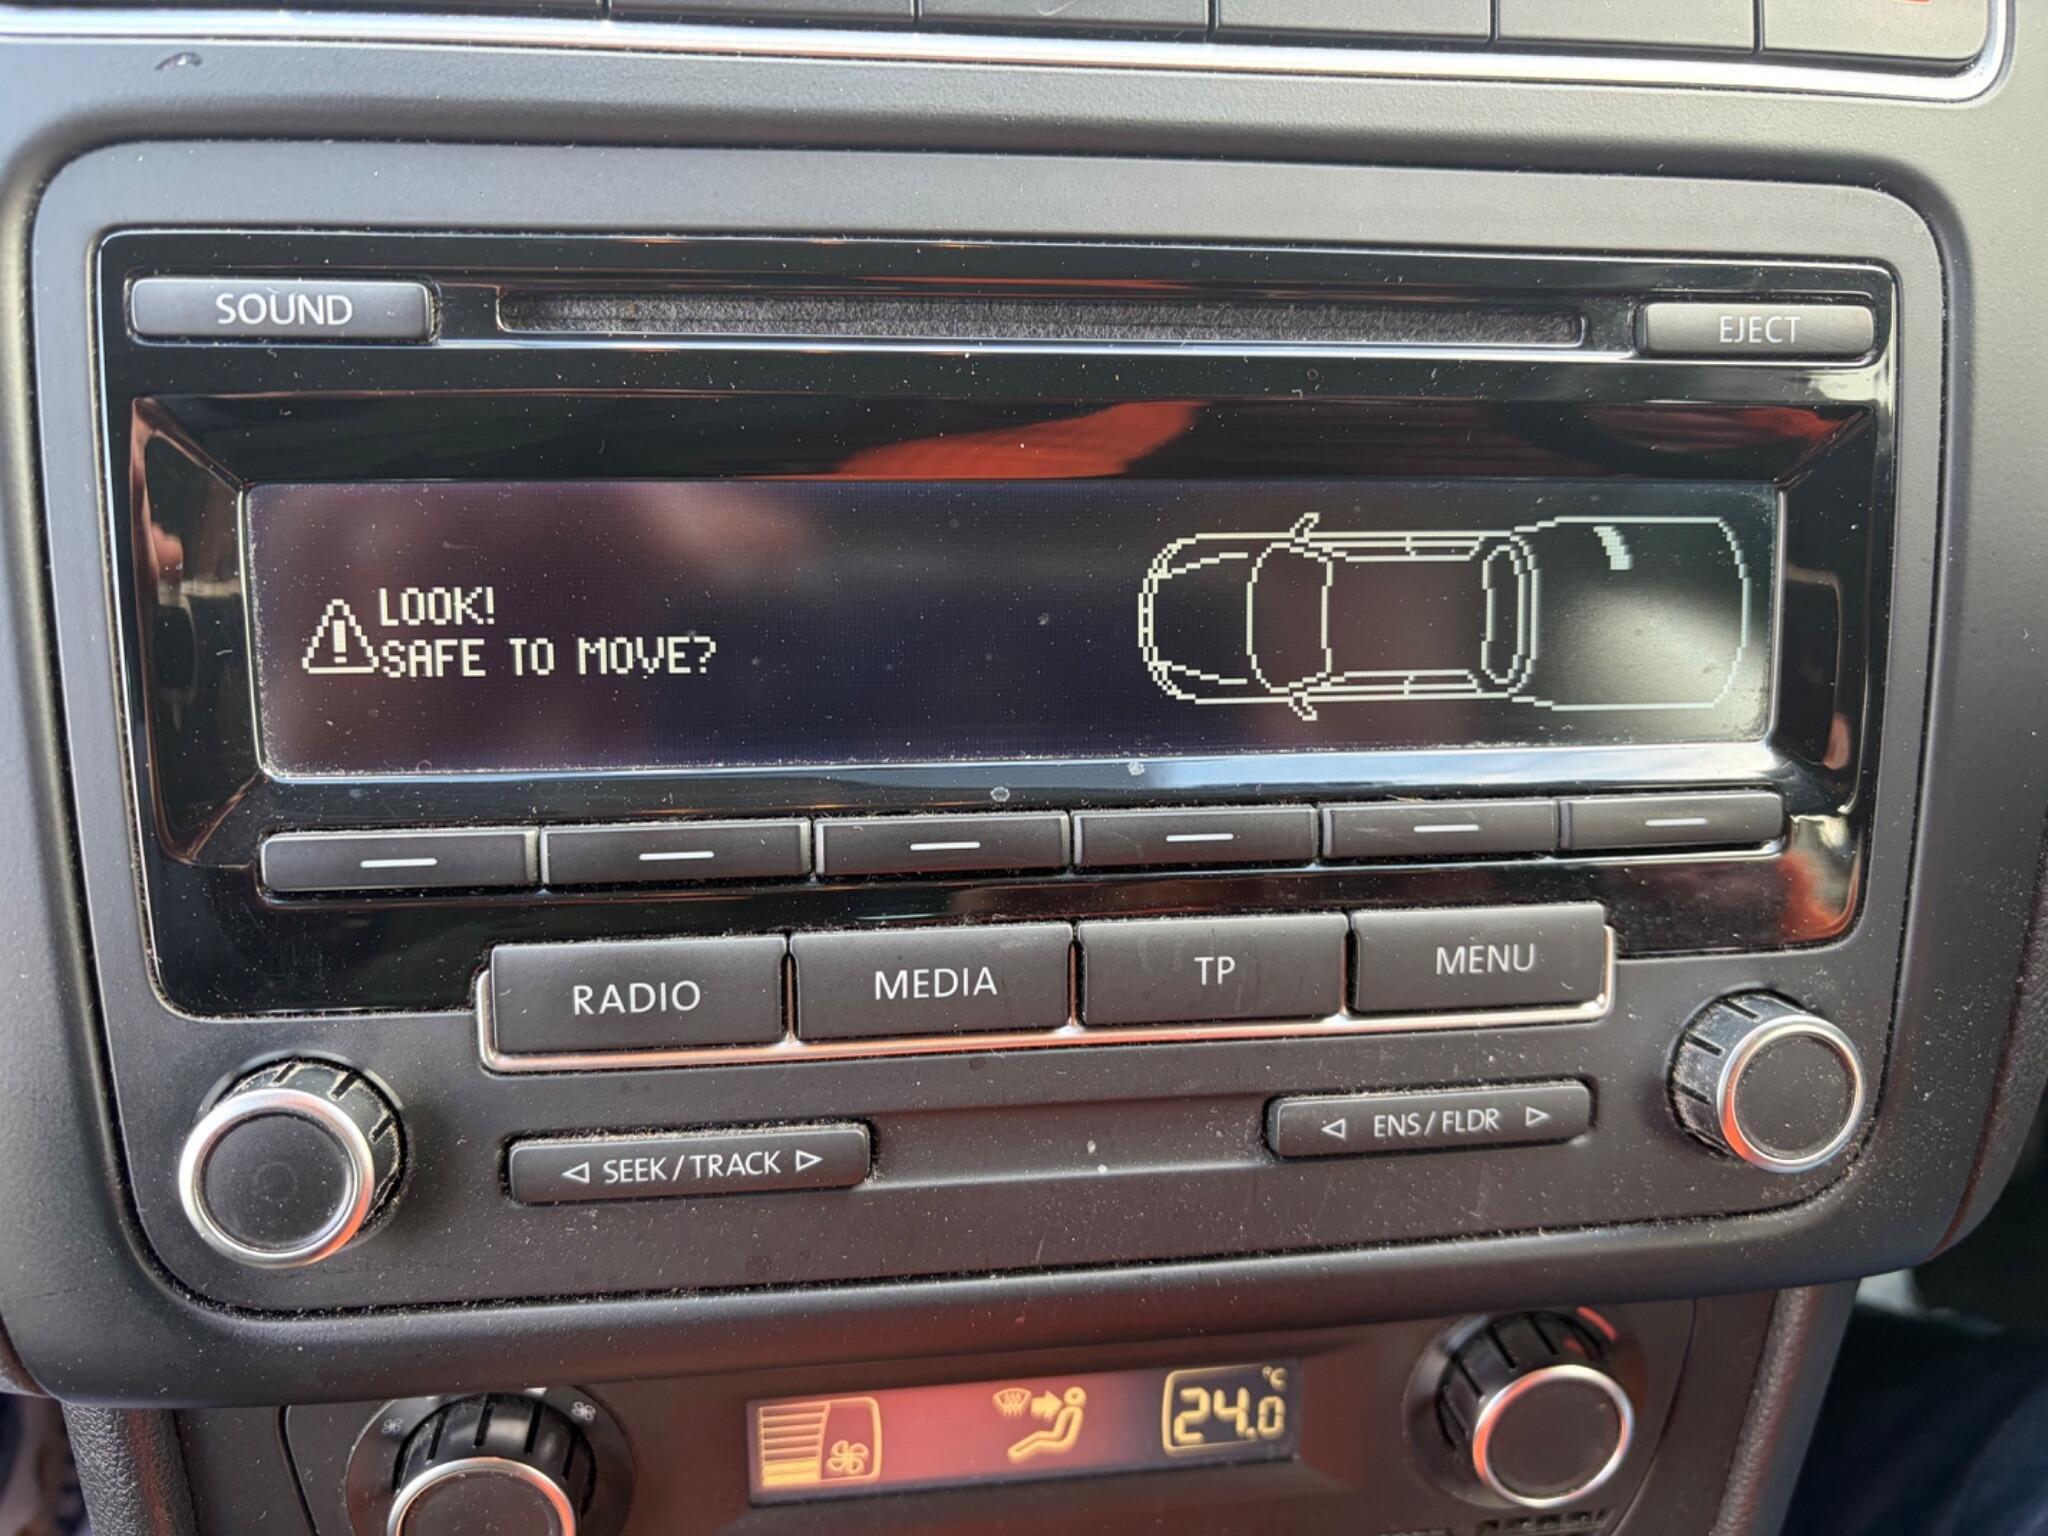 SOUND
EJECT
LOOK!
SAFE TO MOVE?
RADIO
MEDIA
TP
MENU
SEEK / TRACK
ENS / FLDR
24.0 °C